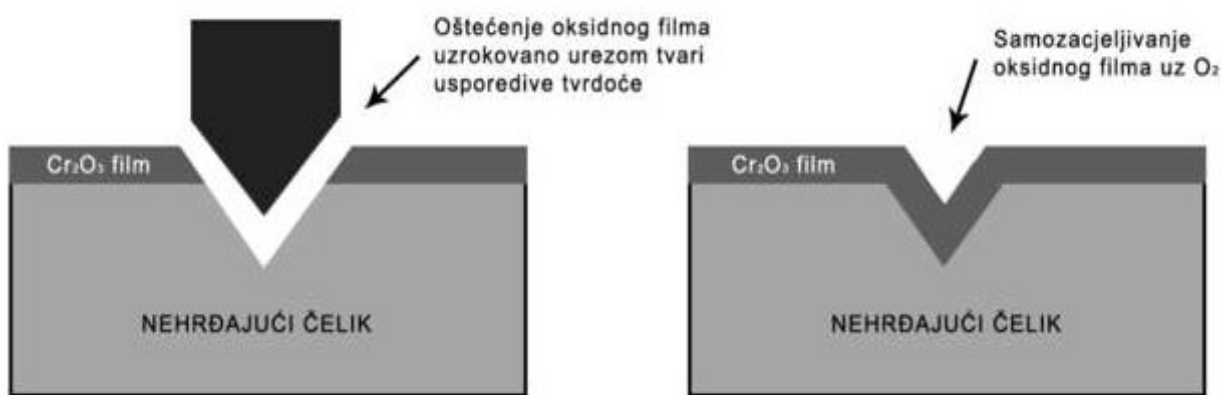 Oštećenje oksidnog filma
uzrokovano urezom tvari
usporedive tvrdoće
Cr₂O₃ film
NEHRĐAJUĆI ČELIK
Samozacjeljivanje
oksidnog filma uz O₂
Cr₂O₃ film
NEHRĐAJUĆI ČELIK